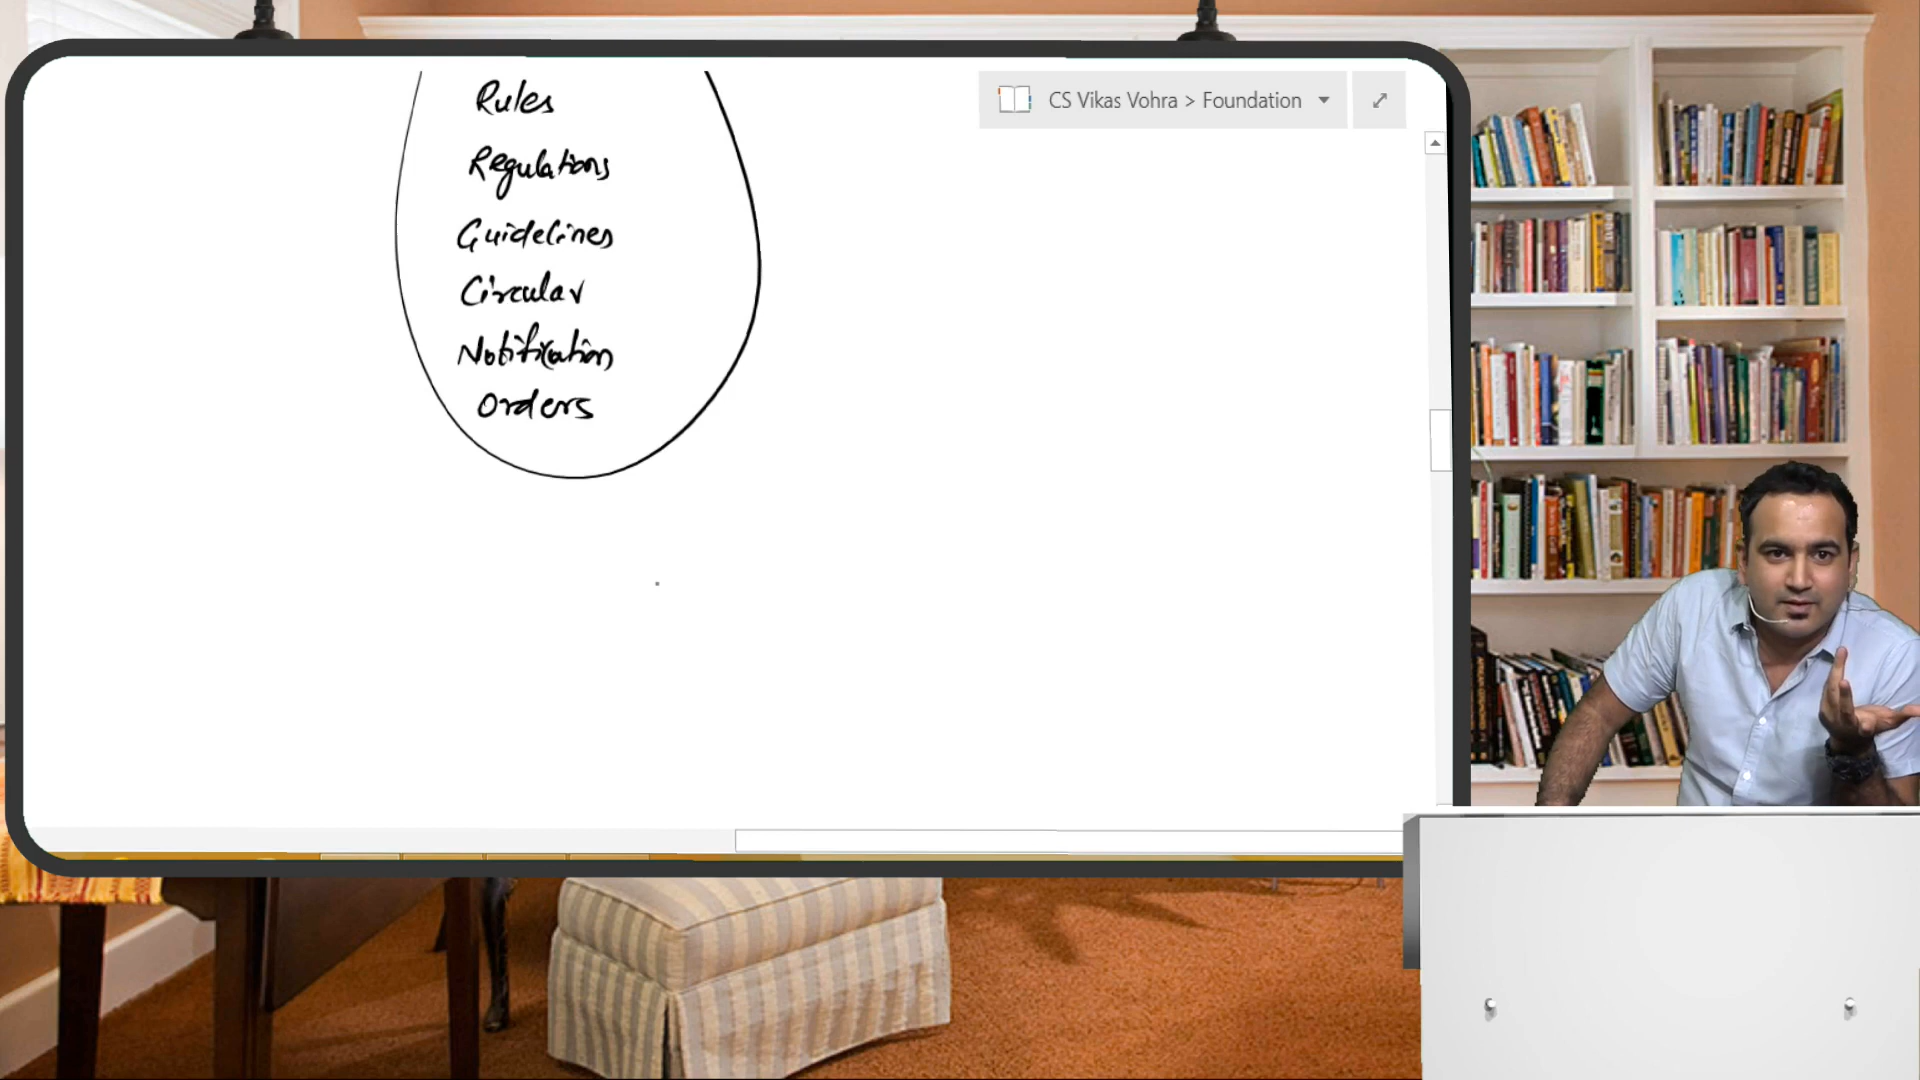 Rules
CS Vikas Vohra > Foundation
Regulations
Guidelines
Circular
Notification
Orders